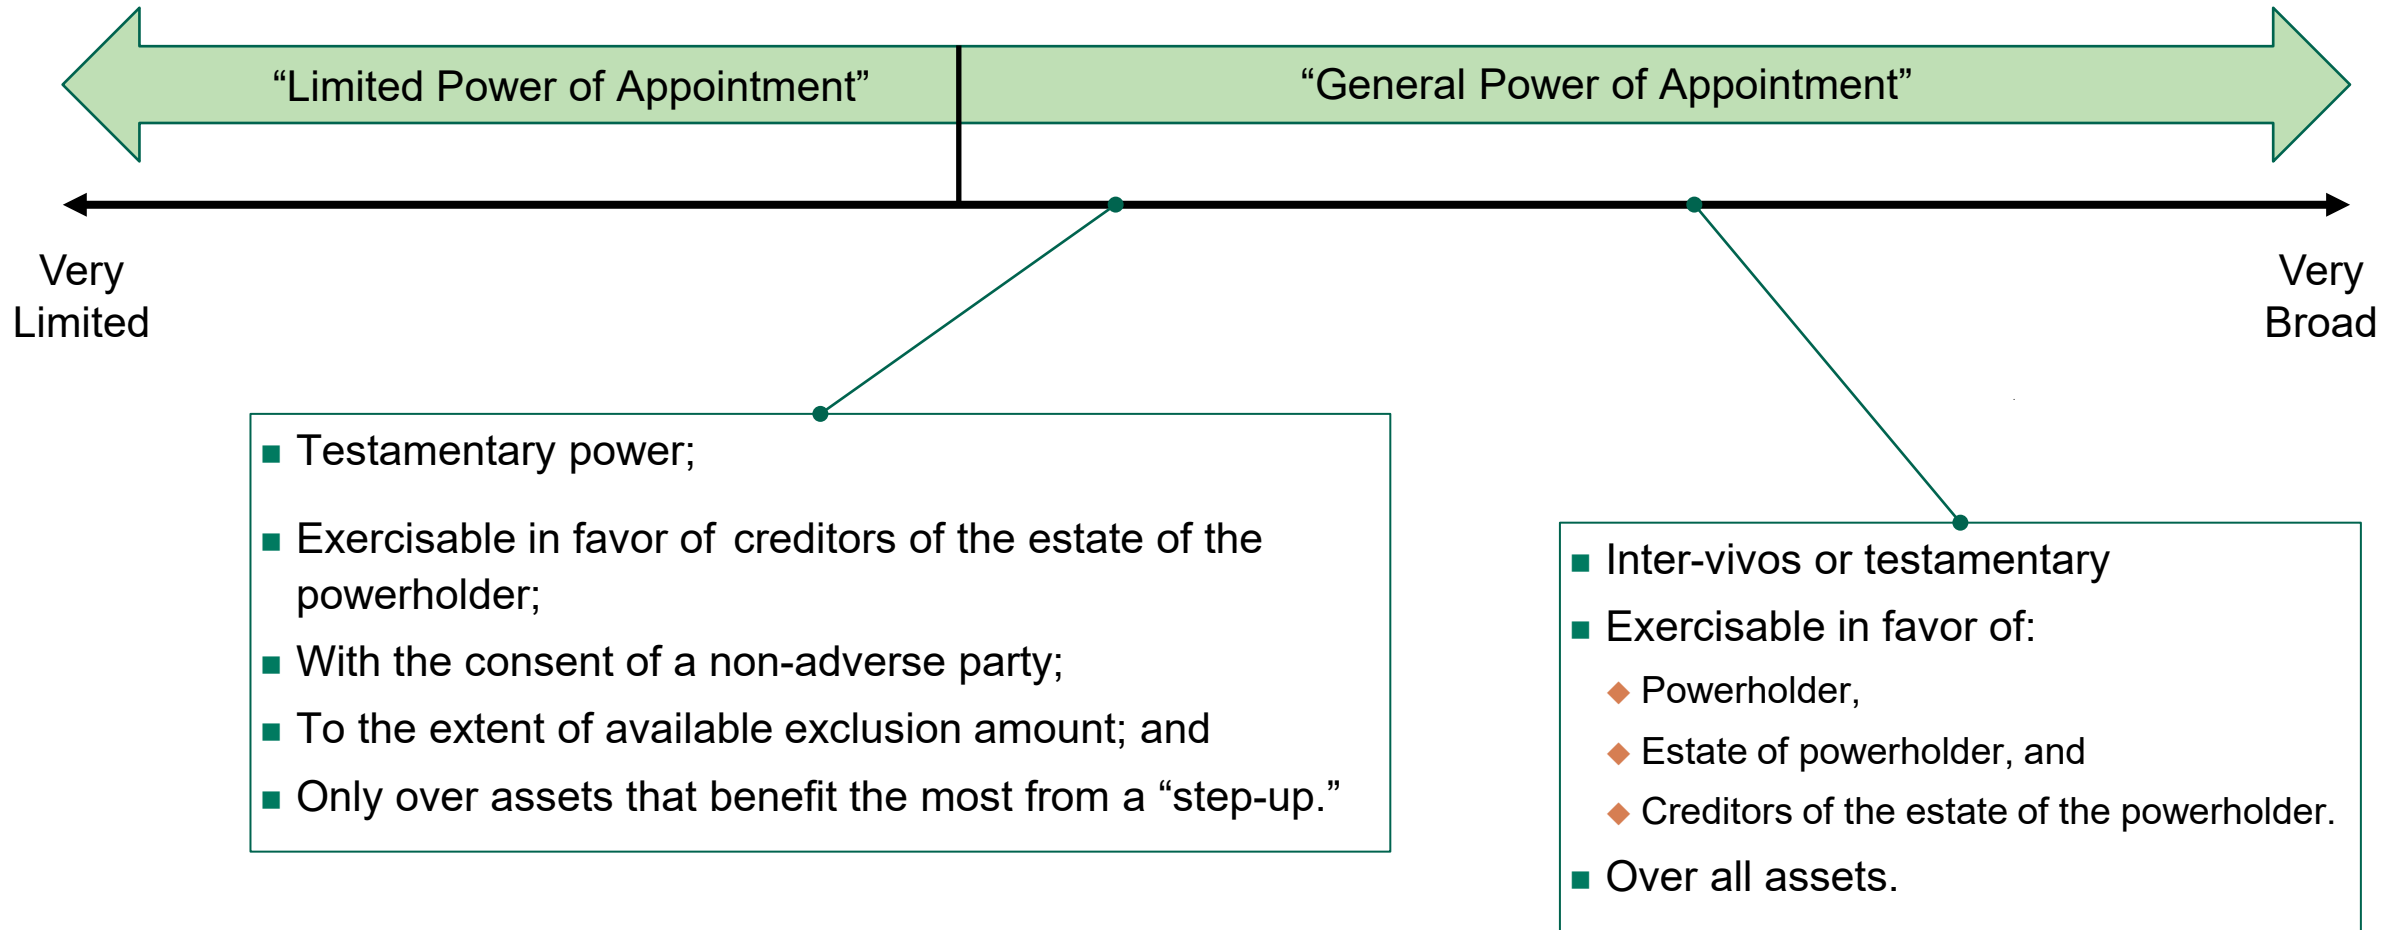 “Limited Power of Appointment”
“General Power of Appointment”
Very
Limited
Very
Broad
■ Testamentary power;
■ Exercisable in favor of creditors of the estate of the
powerholder;
■ With the consent of a non-adverse party;
■ To the extent of available exclusion amount; and
■ Only over assets that benefit the most from a “step-up.”
■ Inter-vivos or testamentary
■ Exercisable in favor of:
◆ Powerholder,
◆ Estate of powerholder, and
◆ Creditors of the estate of the powerholder.
■ Over all assets.